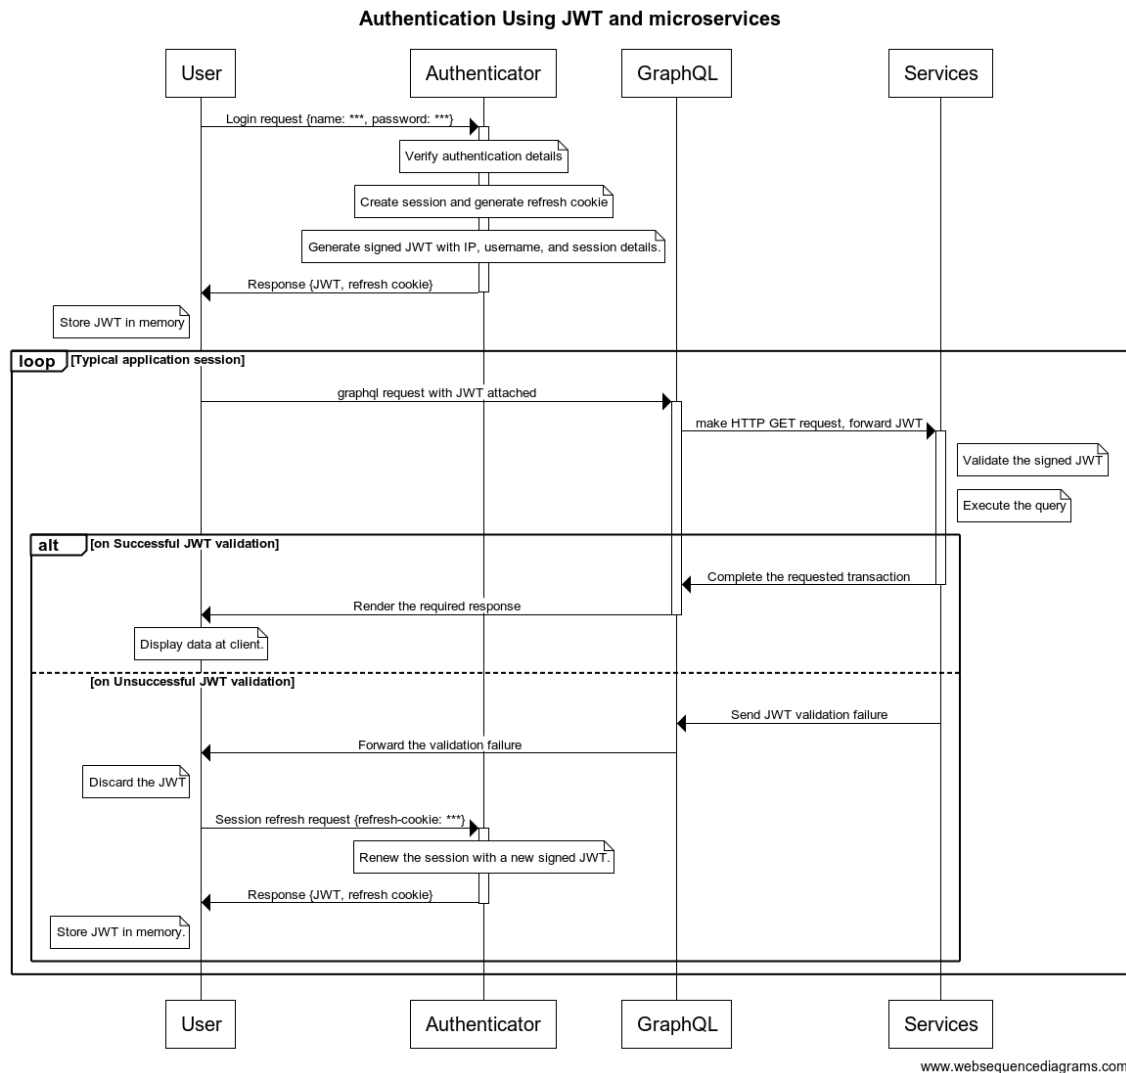 Authentication Using JWT and microservices
User
Authenticator
GraphQL
Services
Login request {name: ***, password: ***}
Verify authentication details
Create session and generate refresh cookie
Generate signed JWT with IP, username, and session details.
Response {JWT, refresh cookie}
Store JWT in memory
loop
[Typical application session]
graphql request with JWT attached
make HTTP GET request, forward JWT
Validate the signed JWT
Execute the query
alt
[on Successful JWT validation]
Complete the requested transaction
Render the required response
Display data at client.
[on Unsuccessful JWT validation]
Send JWT validation failure
Forward the validation failure
Discard the JWT
Session refresh request {refresh-cookie: ***}
Renew the session with a new signed JWT.
Response {JWT, refresh cookie}
Store JWT in memory.
User
Authenticator
GraphQL
Services
www.websequencediagrams.com